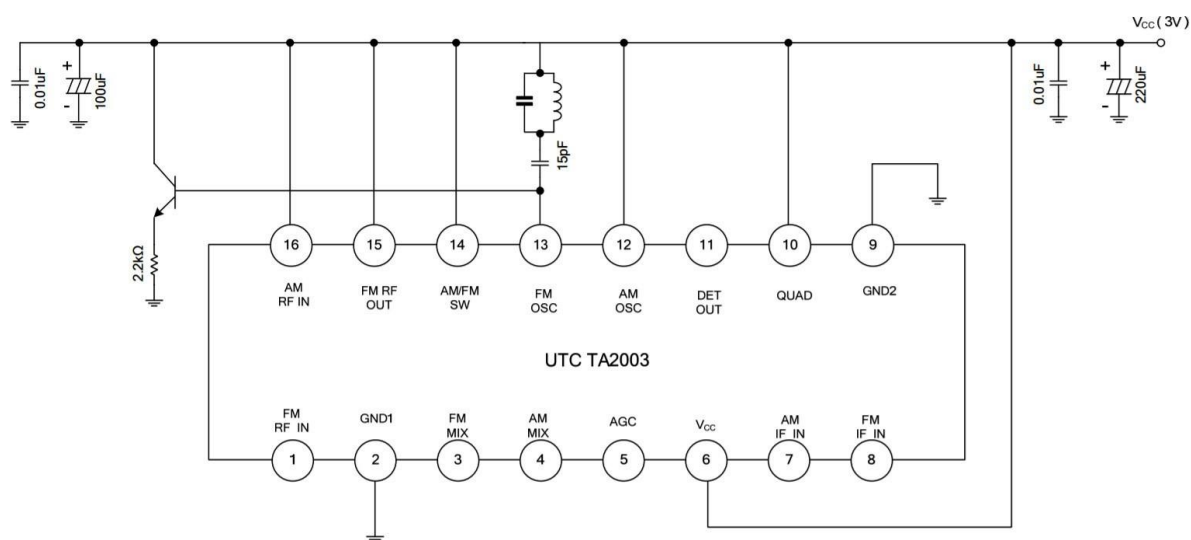 Vcc ( 3V )
0.01uF
+
-
100uF
15pF
0.01uF
+
-
220uF
2.2kΩ
16
15
14
13
12
11
10
9
AM
RF IN
FM RF
OUT
AM/FM
SW
FM
OSC
AM
OSC
DET
OUT
QUAD
GND2
UTC TA2003
FM
RF IN
GND1
FM
MIX
AM
MIX
AGC
Vcc
AM
IF IN
FM
IF IN
1
2
3
4
5
6
7
8